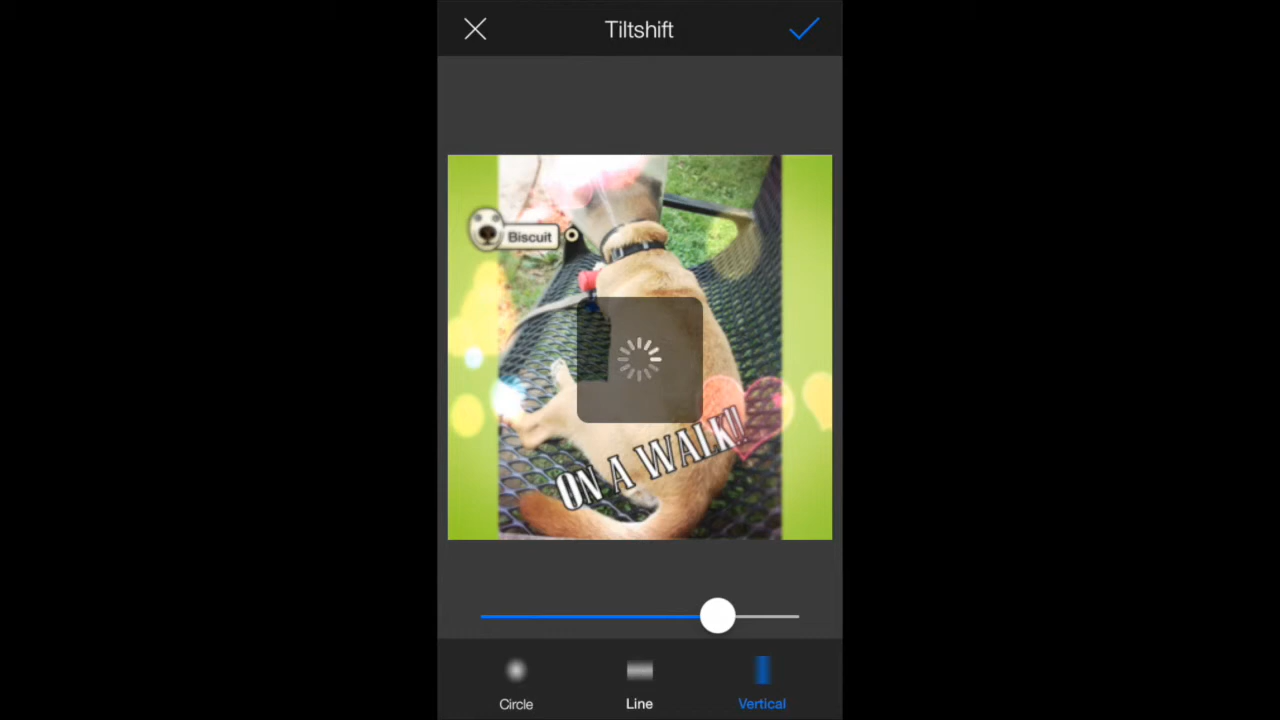 Tiltshift
Biscuit
ON A WALK!!
Circle
Line
Vertical